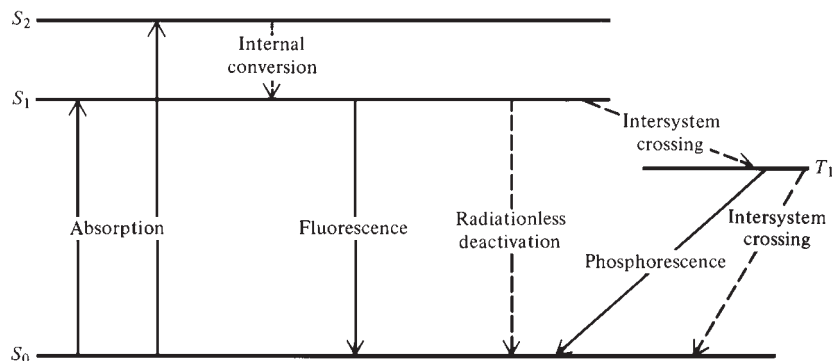 S2
Internal
conversion
S1
Intersystem
crossing
T1
Absorption
Fluorescence
Radiationless
deactivation
Intersystem
crossing
Phosphorescence
S0